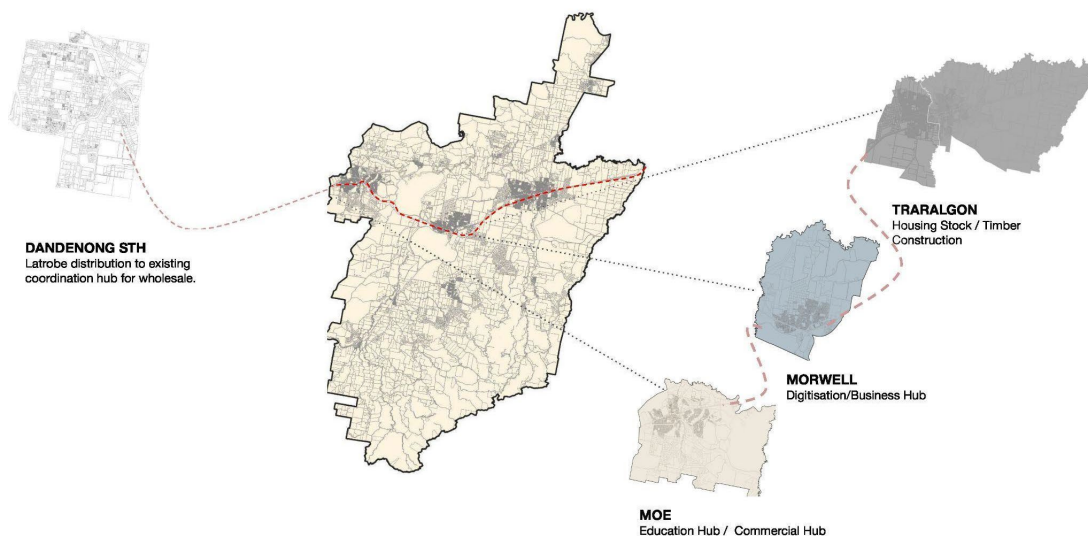 DANDENONG STH
Latrobe distribution to existing
coordination hub for wholesale.
TRARALGON
Housing Stock / Timber
Construction
MORWELL
Digitisation/Business Hub
MOE
Education Hub / Commercial Hub